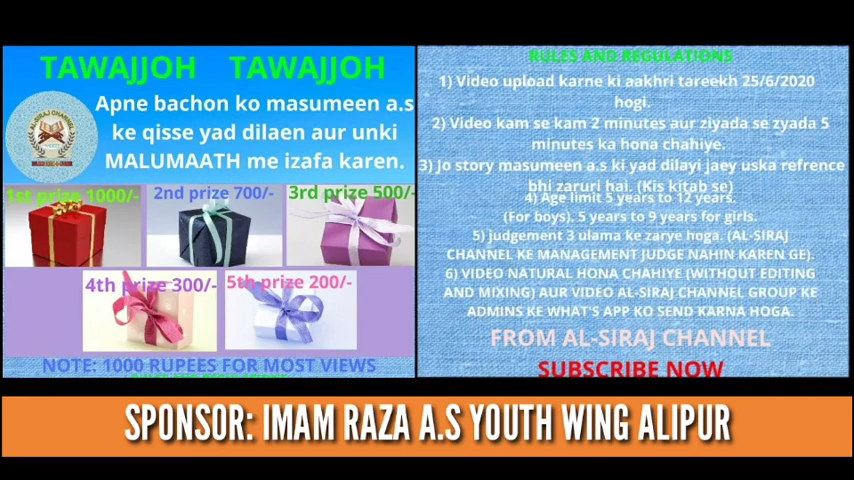 TAWAJJOH TAWAJJOH
Apne bachon ko masumeen a.s
ke qisse yad dilaen aur unki
MALUMAATH me izafa karen.
AL-SIRAJ CHANNEL
1st prize 1000/-
2nd prize 700/-
3rd prize 500/-
4th prize 300/-
5th prize 200/-
NOTE: 1000 RUPEES FOR MOST VIEWS
RULES AND REGULATIONS
1) Video upload karne ki aakhri tareekh 25/6/2020
hogi.
2) Video kam se kam 2 minutes aur ziyada se zyada 5
minutes ka hona chahiye.
3) Jo story masumeen a.s ki yad dilayi jaey uska refrence
bhi zaruri hai. (Kis kitab se)
4) Age limit 5 years to 12 years.
(For boys), 5 years to 9 years for girls.
5) judgement 3 ulama ke zarye hoga. (AL-SIRAJ
CHANNEL KE MANAGEMENT JUDGE NAHIN KAREN GE).
6) VIDEO NATURAL HONA CHAHIYE (WITHOUT EDITING
AND MIXING) AUR VIDEO AL-SIRAJ CHANNEL GROUP KE
ADMINS KE WHAT'S APP KO SEND KARNA HOGA.
FROM AL-SIRAJ CHANNEL
SUBSCRIBE NOW
SPONSOR: IMAM RAZA A.S YOUTH WING ALIPUR